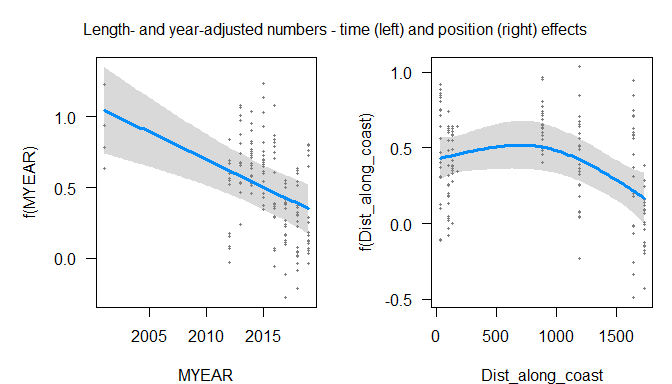 Length- and year-adjusted numbers - time (left) and position (right) effects
f(MYEAR)
1.0
0.5
0.0
2005 2010 2015
MYEAR
f(Dist_along_coast)
1.0
0.5
0.0
-0.5
0 500 1000 1500
Dist_along_coast